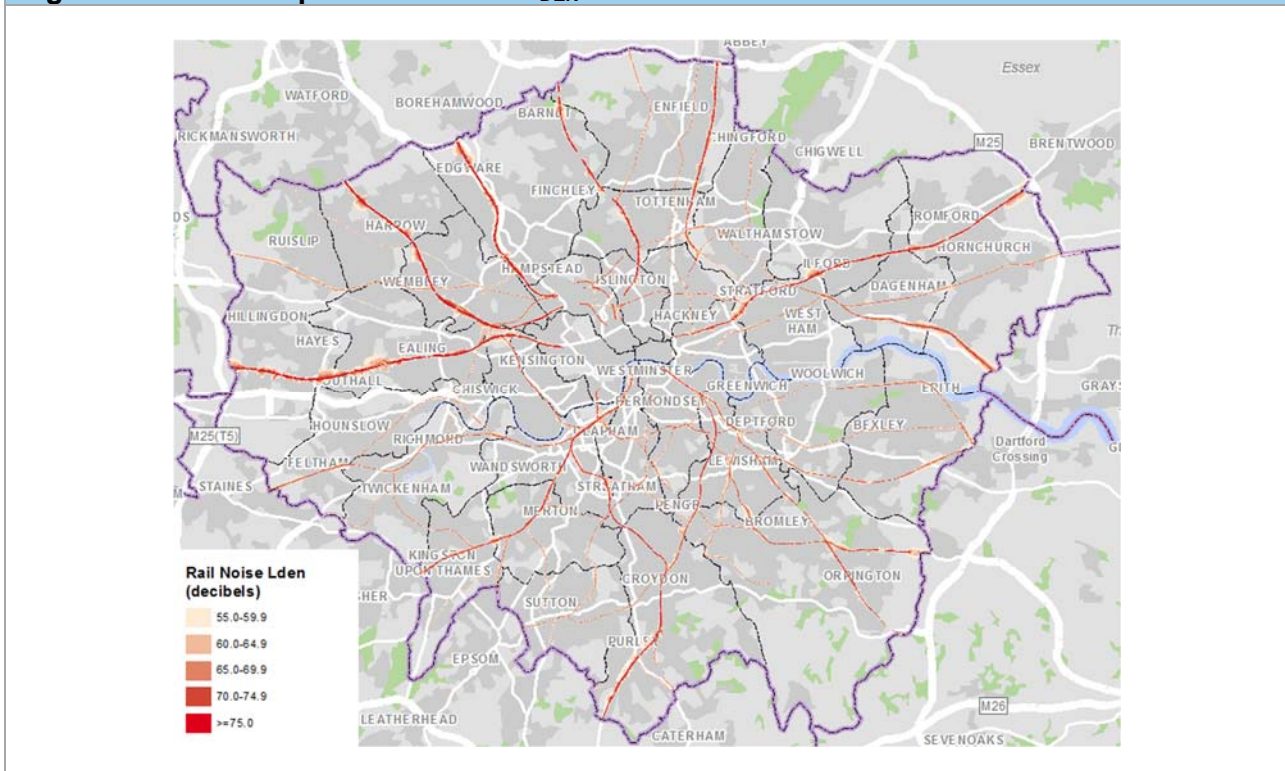 DEN
ABBEY
Essex
WATFORD
BOREHAMWOOD
BARNET
ENFIELD
RICKMANSWORTH
CHINGFORD
M25
BRENTWOOD
CHIGWELL
EDGWARE
FINCHLEY
TOTTENHAM
HARROW
WALTHAMSTOW
ROMFORD
RUISLIP
HORNCHURCH
HAMPSTEAD
ISLINGTON
ILFORD
WEMBLEY
STRATFORD
DAGENHAM
HILLINGDON
HACKNEY
WEST
HAM
HAYES
EALING
KENSINGTON
WESTMINSTER
WOOLWICH
SOUTHALL
CHISWICK
GREENWICH
ERITH
GRAYS
BERMONDSEY
HOUNSLOW
CLAPHAM
DEPTFORD
BEXLEY
M25(T5)
RICHMOND
Dartford
Crossing
FELTHAM
WANDSWORTH
LEWISHAM
STAINES
TWICKENHAM
STREATHAM
MERTON
PENGE
BROMLEY
KINGSTON
UPON THAMES
CROYDON
ORPINGTON
SUTTON
PURLEY
EPSOM
LEATHERHEAD
CATERHAM
M26
SEVENOAKS
Rail Noise Lden
(decibels)
55.0-59.9
60.0-64.9
65.0-69.9
70.0-74.9
>=75.0